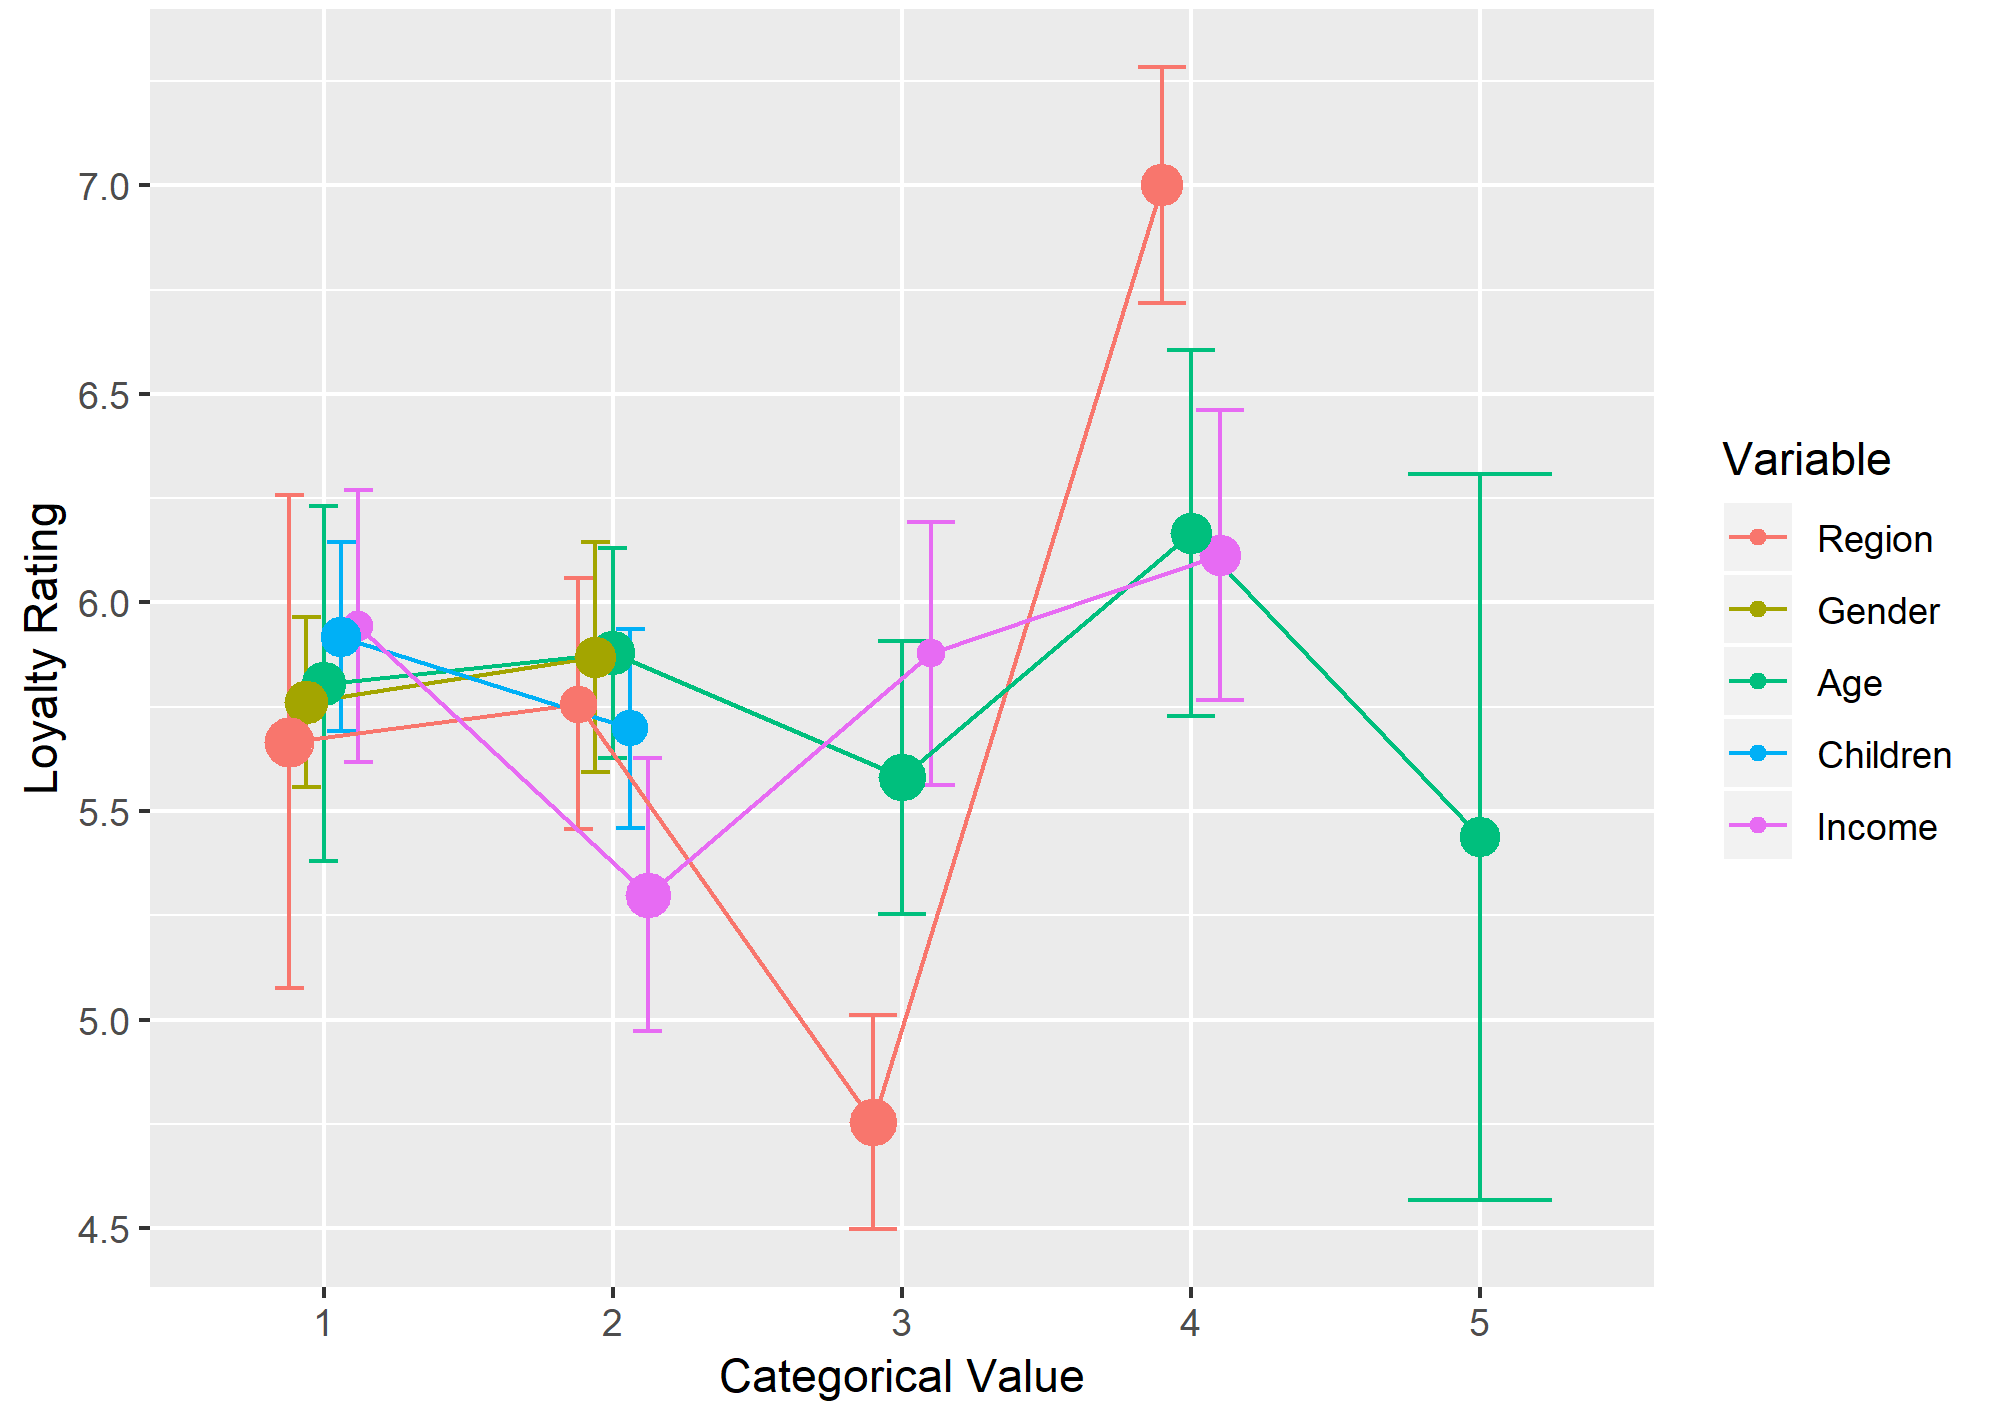 7.0
6.5
6.0
5.5
5.0
4.5
Loyalty Rating
1 2 3 4 5
Categorical Value
Variable
Region
Gender
Age
Children
Income